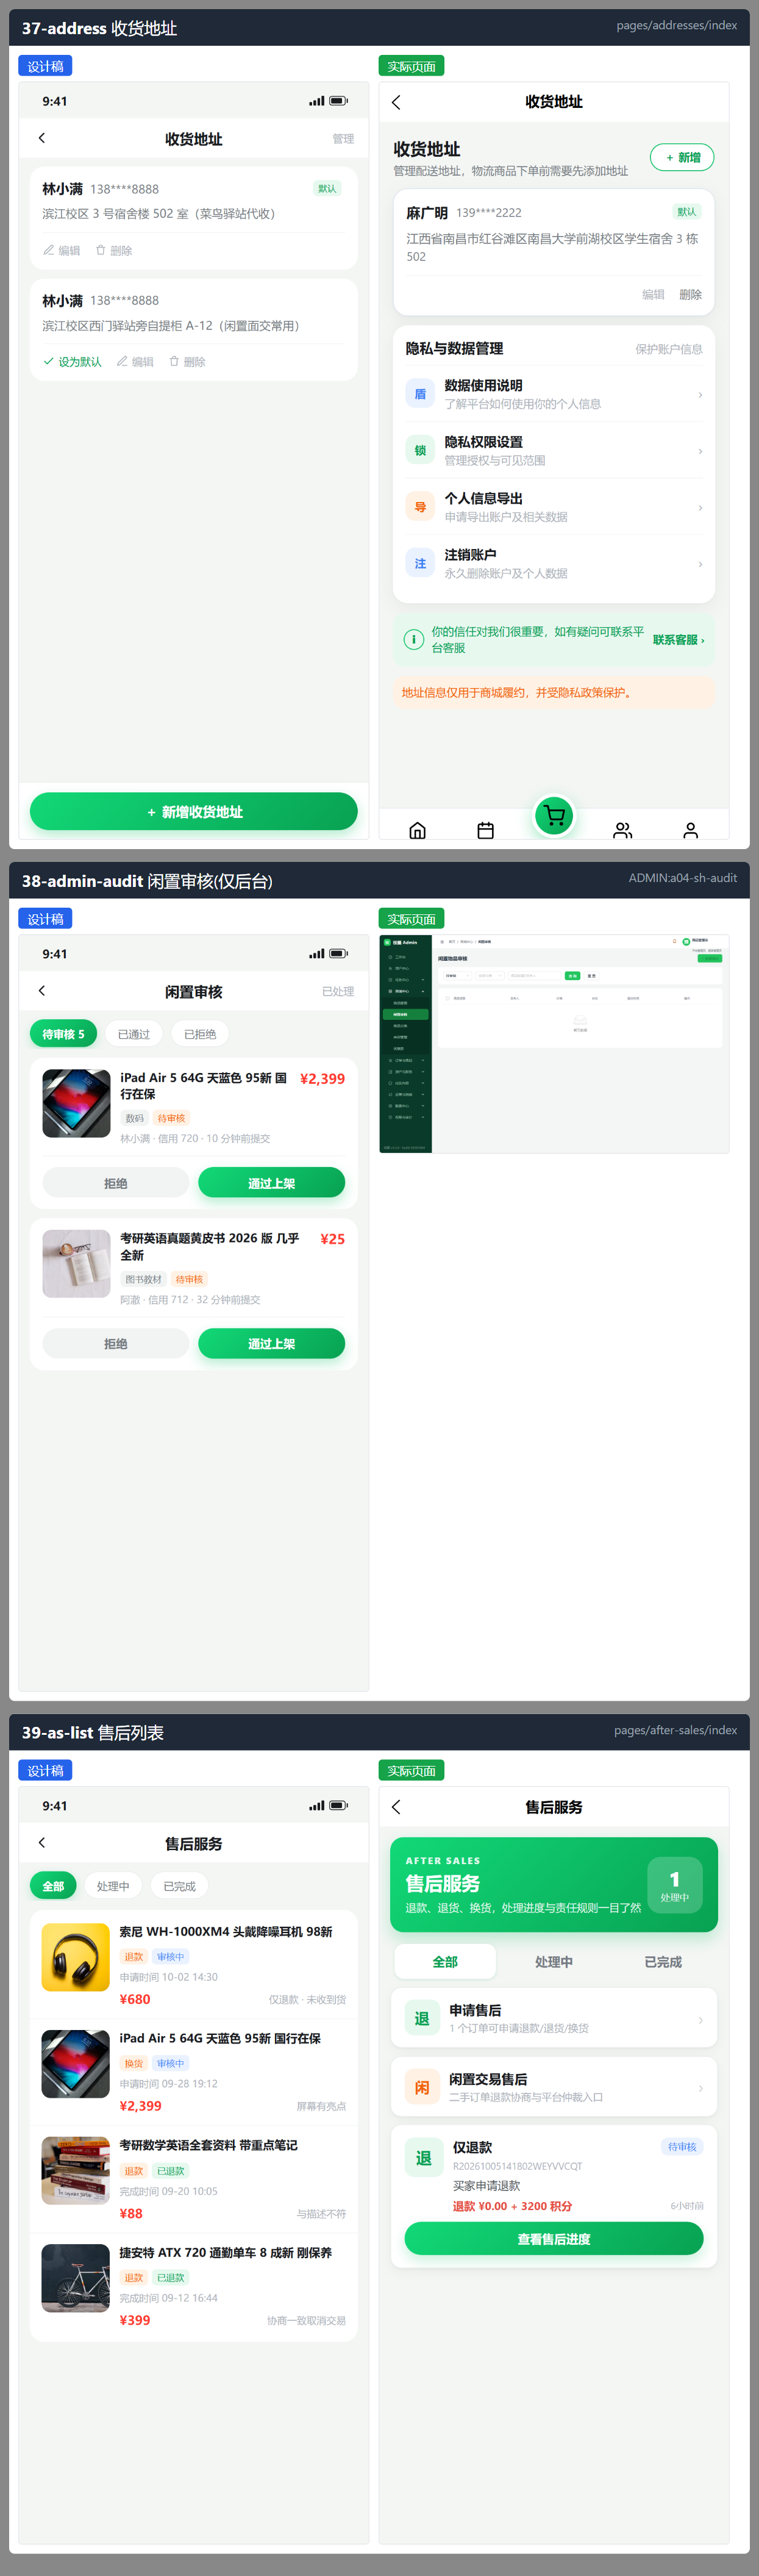 37-address 收货地址
pages/addresses/index
设计稿
9:41
收货地址
管理
林小满 138****8888
默认
滨江校区 3 号宿舍楼 502 室（菜鸟驿站代收）
编辑
删除
林小满 138****8888
滨江校区西门驿站旁自提柜 A-12（闲置面交常用）
设为默认
编辑
删除
+ 新增收货地址
实际页面
收货地址
收货地址
管理配送地址，物流商品下单前需要先添加地址
+ 新增
麻广明 139****2222
默认
江西省南昌市红谷滩区南昌大学前湖校区学生宿舍 3 栋
502
编辑
删除
隐私与数据管理
保护账户信息
盾
数据使用说明
了解平台如何使用你的个人信息
锁
隐私权限设置
管理授权与可见范围
导
个人信息导出
申请导出账户及相关数据
注
注销账户
永久删除账户及个人数据
你的信任对我们很重要，如有疑问可联系平
台客服
联系客服 ›
地址信息仅用于商城履约，并受隐私政策保护。
38-admin-audit 闲置审核(仅后台)
ADMIN:a04-sh-audit
设计稿
9:41
闲置审核
已处理
待审核 5
已通过
已拒绝
iPad Air 5 64G 天蓝色 95新 国
行在保
¥2,399
数码
待审核
林小满 · 信用 720 · 10 分钟前提交
拒绝
通过上架
考研英语真题黄皮书 2026 版 几乎
全新
¥25
图书教材
待审核
阿澈 · 信用 712 · 32 分钟前提交
拒绝
通过上架
实际页面
闲置物品审核
39-as-list 售后列表
pages/after-sales/index
设计稿
9:41
售后服务
全部
处理中
已完成
索尼 WH-1000XM4 头戴降噪耳机 98新
退款
审核中
申请时间 10-02 14:30
¥680
仅退款 · 未收到货
iPad Air 5 64G 天蓝色 95新 国行在保
换货
审核中
申请时间 09-28 19:12
¥2,399
屏幕有亮点
考研数学英语全套资料 带重点笔记
退款
已退款
完成时间 09-20 10:05
¥88
与描述不符
捷安特 ATX 720 通勤单车 8 成新 刚保养
退款
已退款
完成时间 09-12 16:44
¥399
协商一致取消交易
实际页面
售后服务
AFTER SALES
售后服务
退款、退货、换货，处理进度与责任规则一目了然
1
处理中
全部
处理中
已完成
退
申请售后
1 个订单可申请退款/退货/换货
闲
闲置交易售后
二手订单退款协商与平台仲裁入口
退
仅退款
待审核
R20261005141802WEYVVCQT
买家申请退款
退款 ¥0.00 + 3200 积分
6小时前
查看售后进度